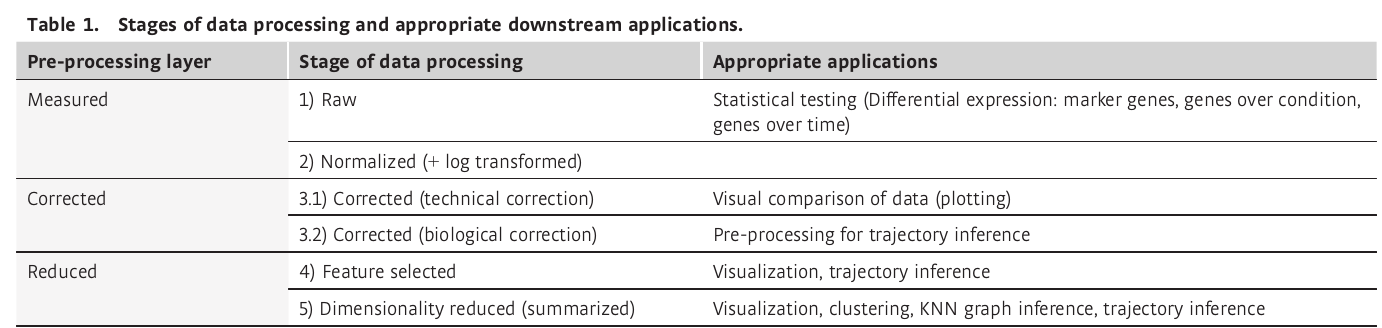 Table 1. Stages of data processing and appropriate downstream applications.
Pre-processing layer Stage of data processing Appropriate applications
Measured 1) Raw Statistical testing (Differential expression: marker genes, genes over condition,
genes over time)
2) Normalized (+ log transformed)
Corrected 3.1) Corrected (technical correction) Visual comparison of data (plotting)
3.2) Corrected (biological correction) Pre-processing for trajectory inference
Reduced 4) Feature selected Visualization, trajectory inference
5) Dimensionality reduced (summarized) Visualization, clustering, KNN graph inference, trajectory inference